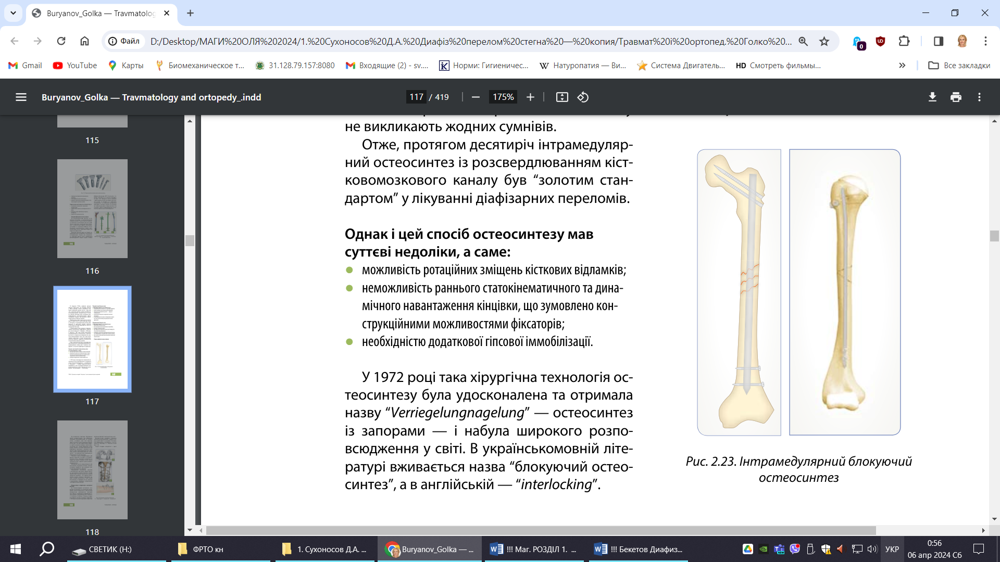 Buryanov_Golka — Travmatolog
Файл
D:/Desktop/МАГИ%20ОЛЯ%202024/1.%20Сухоносов%20Д.А.%20Диафіз%20перелом%20стегна%20—%20копия/Травмат%20і%20ортопед.%20Голко%20...
0
Gmail
YouTube
Карты
Биомеханическое т...
31.128.79.157:8080
Входящие (2) - sv....
Норми: Гигиеничес...
Натуропатия — Ви...
Система Двигатель...
HD Смотреть фильмы...
Все закладки
Buryanov_Golka — Travmatology and ortopedy_.indd
117 / 419
175%
115
116
117
118
не викликають жодних сумнівів.
Отже, протягом десятиріч інтрамедуляр-
ний остеосинтез із розсвердлюванням кіст-
ковомозкового каналу був “золотим стан-
дартом” у лікуванні діафізарних переломів.
Однак і цей спосіб остеосинтезу мав
суттєві недоліки, а саме:
можливість ротаційних зміщень кісткових відламків;
неможливість раннього статокінематичного та дина-
мічного навантаження кінцівки, що зумовлено кон-
струкційними можливостями фіксаторів;
необхідністю додаткової гіпсової іммобілізації.
У 1972 році така хірургічна технологія ос-
теосинтезу була удосконалена та отримала
назву “Verriegelungnagelung” — остеосинтез
із запорами — і набула широкого розпо-
всюдження у світі. В українськомовній літе-
ратурі вживається назва “блокуючий остео-
синтез”, а в англійській — “interlocking”.
Рис. 2.23. Інтрамедулярний блокуючий
остеосинтез
СВЕТИК (H:)
ФРТО кн
1. Сухоносов Д.А. ...
Buryanov_Golka — ...
!!! Маг. РОЗДІЛ 1. ...
!!! Бекетов Диафиз...
УКР
0:56
06 апр 2024 Сб